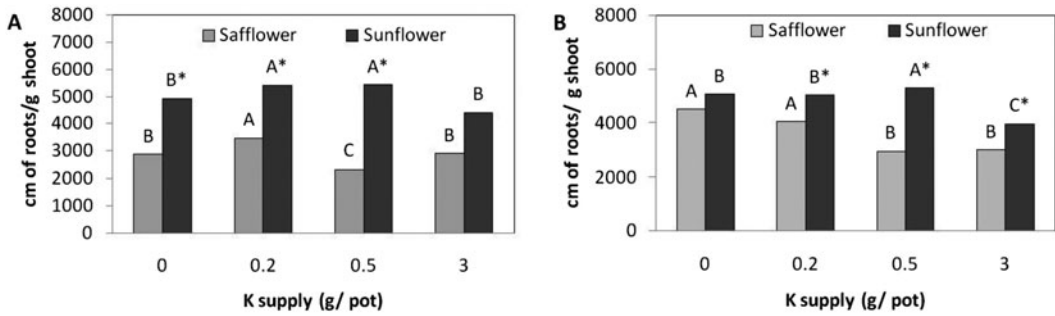 A
cm of roots/g shoot
8000
7000
6000
5000
4000
3000
2000
1000
0
Safflower Sunflower
B B* A A* C A* B B
0 0.2 0.5 3
K supply (g/ pot)
B
cm of roots/ g shoot
8000
6000
4000
2000
0
Safflower Sunflower
A B A B* B A* B C*
0 0.2 0.5 3
K supply (g/ pot)